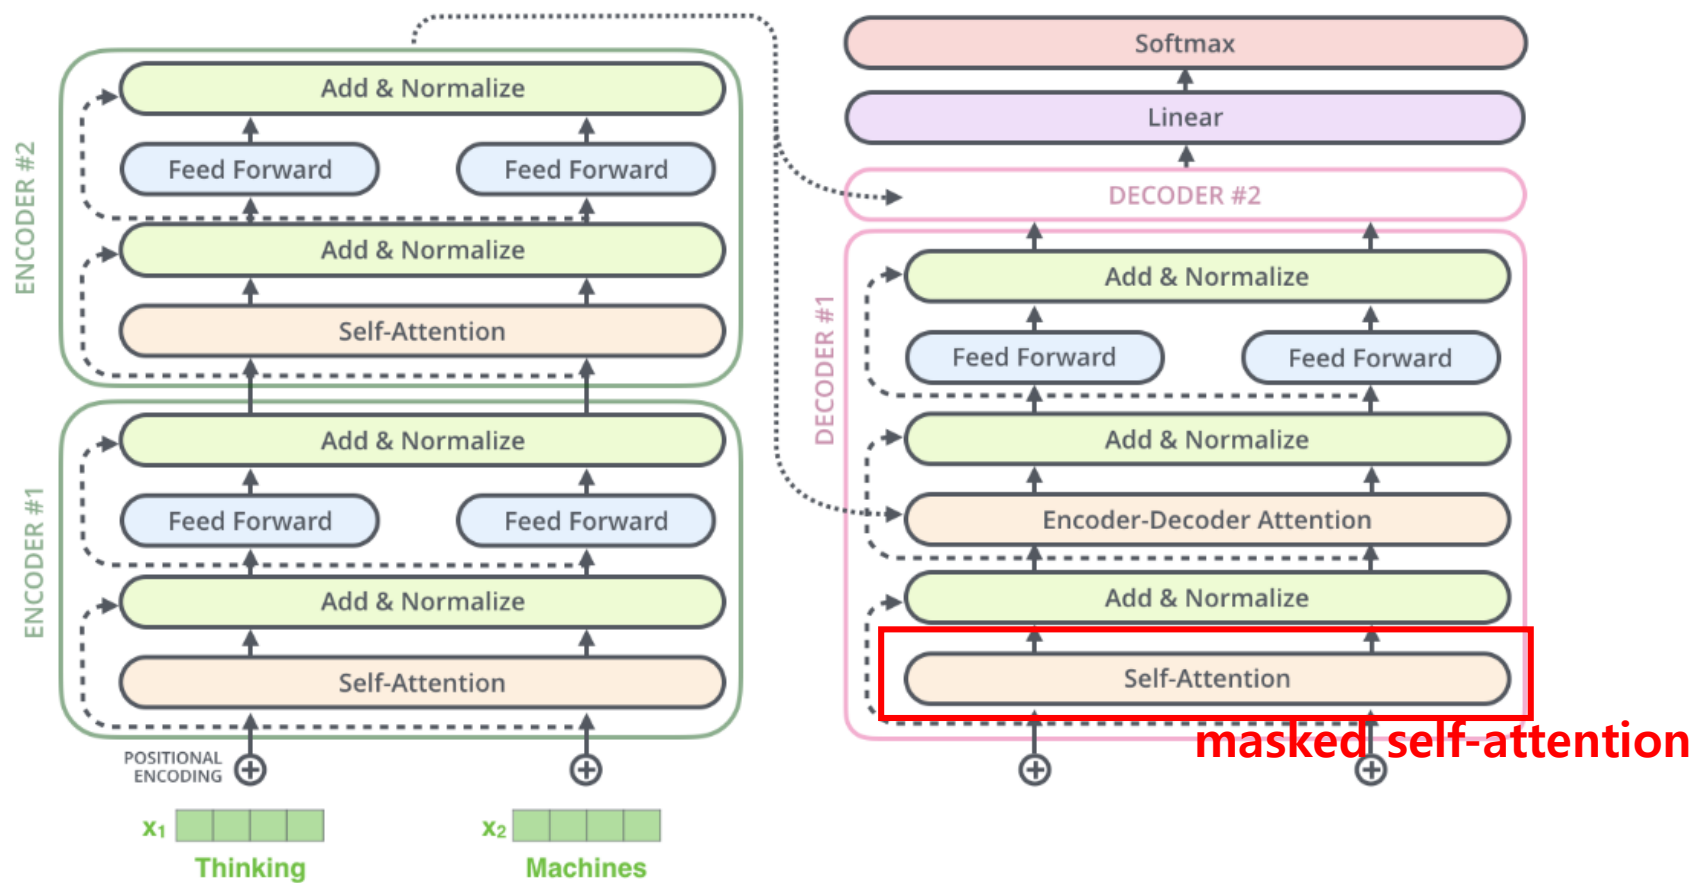 ENCODER #2
Add & Normalize
Feed Forward
Feed Forward
Add & Normalize
Self-Attention
ENCODER #1
Add & Normalize
Feed Forward
Feed Forward
Add & Normalize
Self-Attention
POSITIONAL
ENCODING
x1
x2
Thinking
Machines
Softmax
Linear
DECODER #2
DECODER #1
Add & Normalize
Feed Forward
Feed Forward
Add & Normalize
Encoder-Decoder Attention
Add & Normalize
Self-Attention
masked self-attention